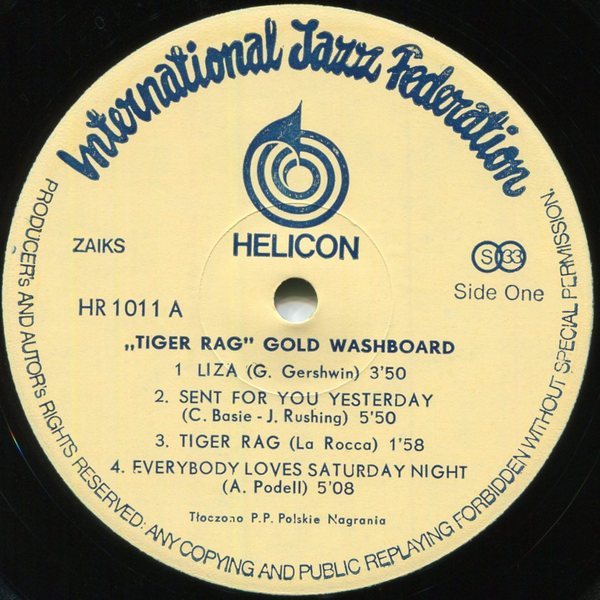 International Jazz Federation
HELICON
ZAIKS
S 33
HR 1011 A
Side One
„TIGER RAG” GOLD WASHBOARD
1 LIZA (G. Gershwin) 3'50
2. SENT FOR YOU YESTERDAY
(C. Basie - J. Rushing) 5'50
3. TIGER RAG (La Rocca) 1'58
4. EVERYBODY LOVES SATURDAY NIGHT
(A. Podell) 5'08
Tłoczono P.P. Polskie Nagrania
PRODUCER's AND AUTOR's RIGHTS RESERVED: ANY COPYING AND PUBLIC REPLAYING FORBIDDEN WITHOUT SPECIAL PERMISSION.